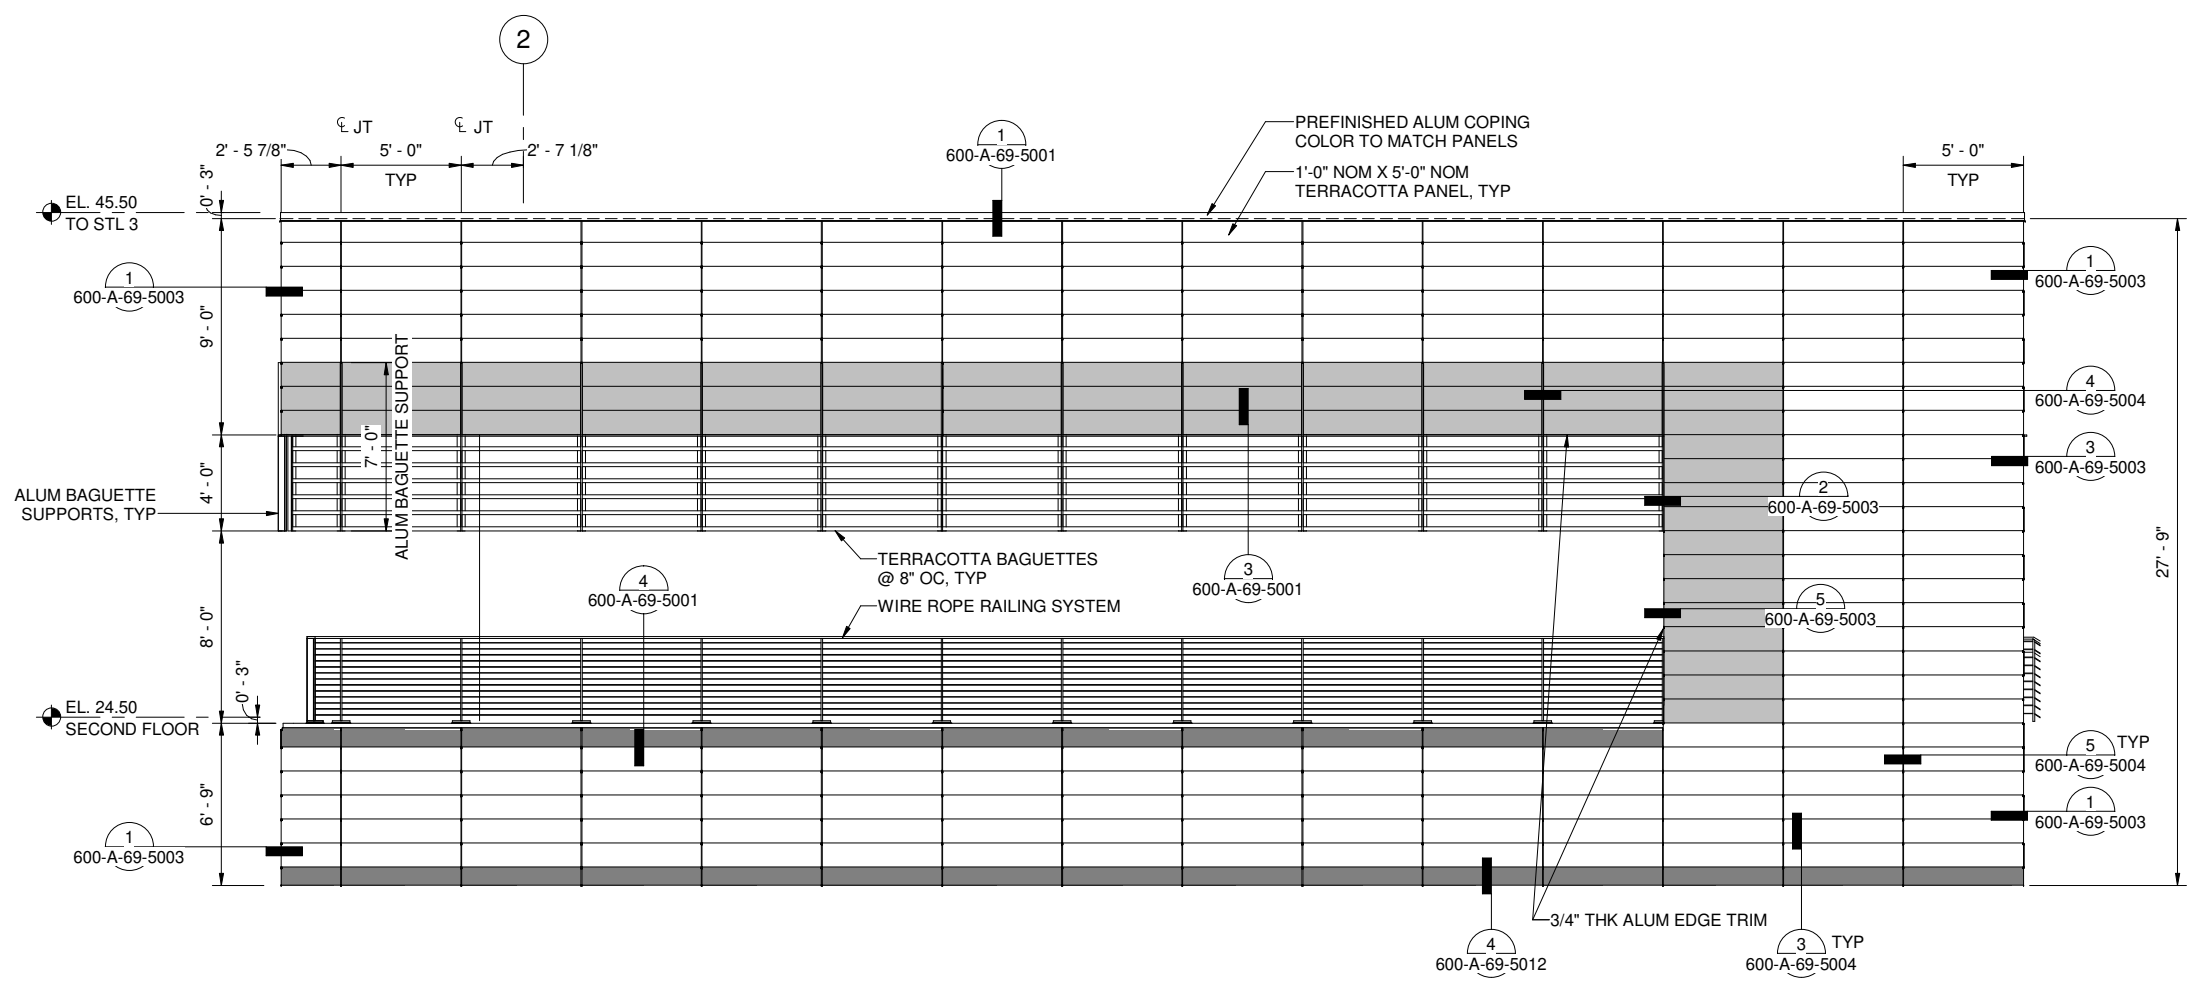 2
℄ JT
℄ JT
2' - 5 7/8"
5' - 0"
TYP
2' - 7 1/8"
0' - 3"
EL. 45.50
TO STL 3
1
600-A-69-5001
PREFINISHED ALUM COPING
COLOR TO MATCH PANELS
1'-0" NOM X 5'-0" NOM
TERRACOTTA PANEL, TYP
5' - 0"
TYP
1
600-A-69-5003
1
600-A-69-5003
9' - 0"
ALUM BAGUETTE SUPPORT
7' - 0"
4
600-A-69-5004
3
600-A-69-5003
4' - 0"
ALUM BAGUETTE
SUPPORTS, TYP
2
600-A-69-5003
27' - 9"
TERRACOTTA BAGUETTES
@ 8" OC, TYP
3
600-A-69-5001
4
600-A-69-5001
WIRE ROPE RAILING SYSTEM
5
600-A-69-5003
8' - 0"
0' - 3"
EL. 24.50
SECOND FLOOR
5
TYP
600-A-69-5004
6' - 9"
1
600-A-69-5003
1
600-A-69-5003
3/4" THK ALUM EDGE TRIM
4
600-A-69-5012
3
TYP
600-A-69-5004